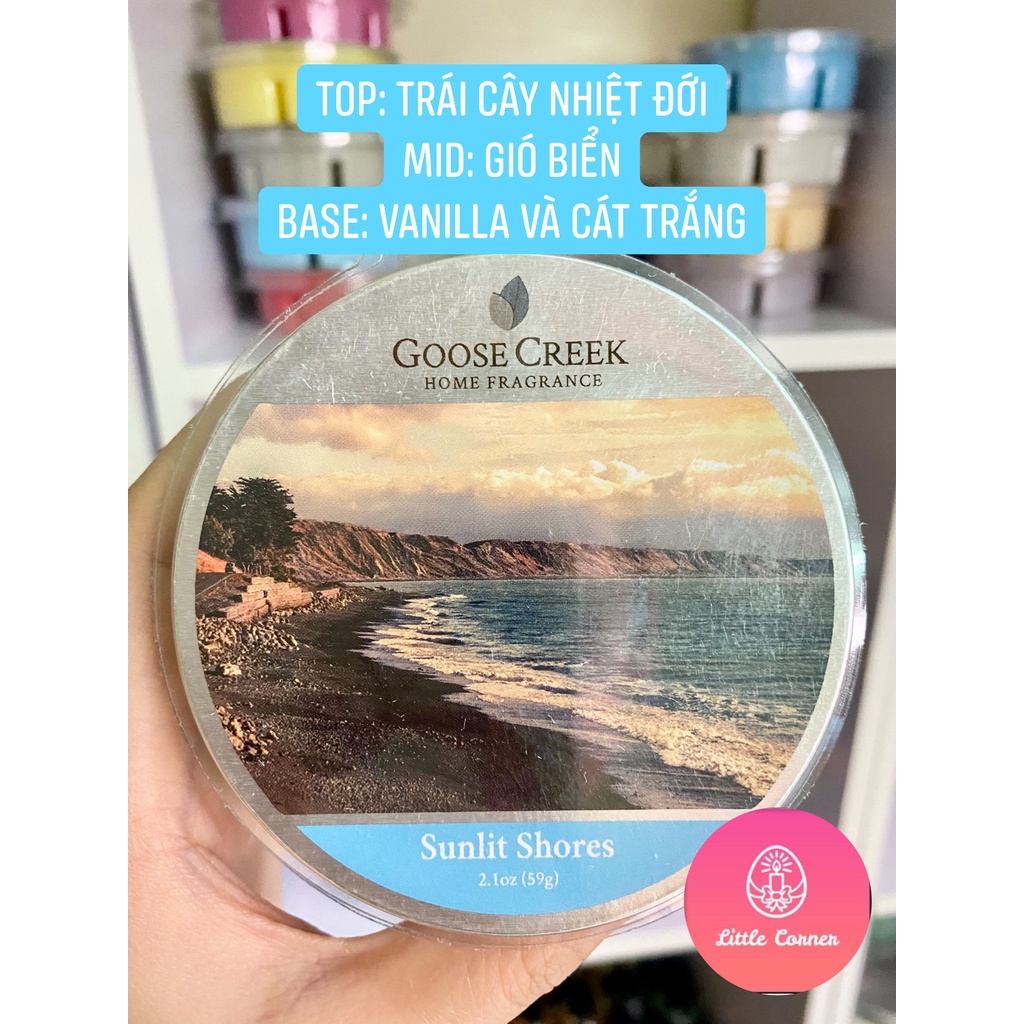 TOP: TRÁI CÂY NHIỆT ĐỚI
MID: GIÓ BIỂN
BASE: VANILLA VÀ CÁT TRẮNG
GOOSE CREEK
HOME FRAGRANCE
Sunlit Shores
2.1oz (59g)
Little Corner